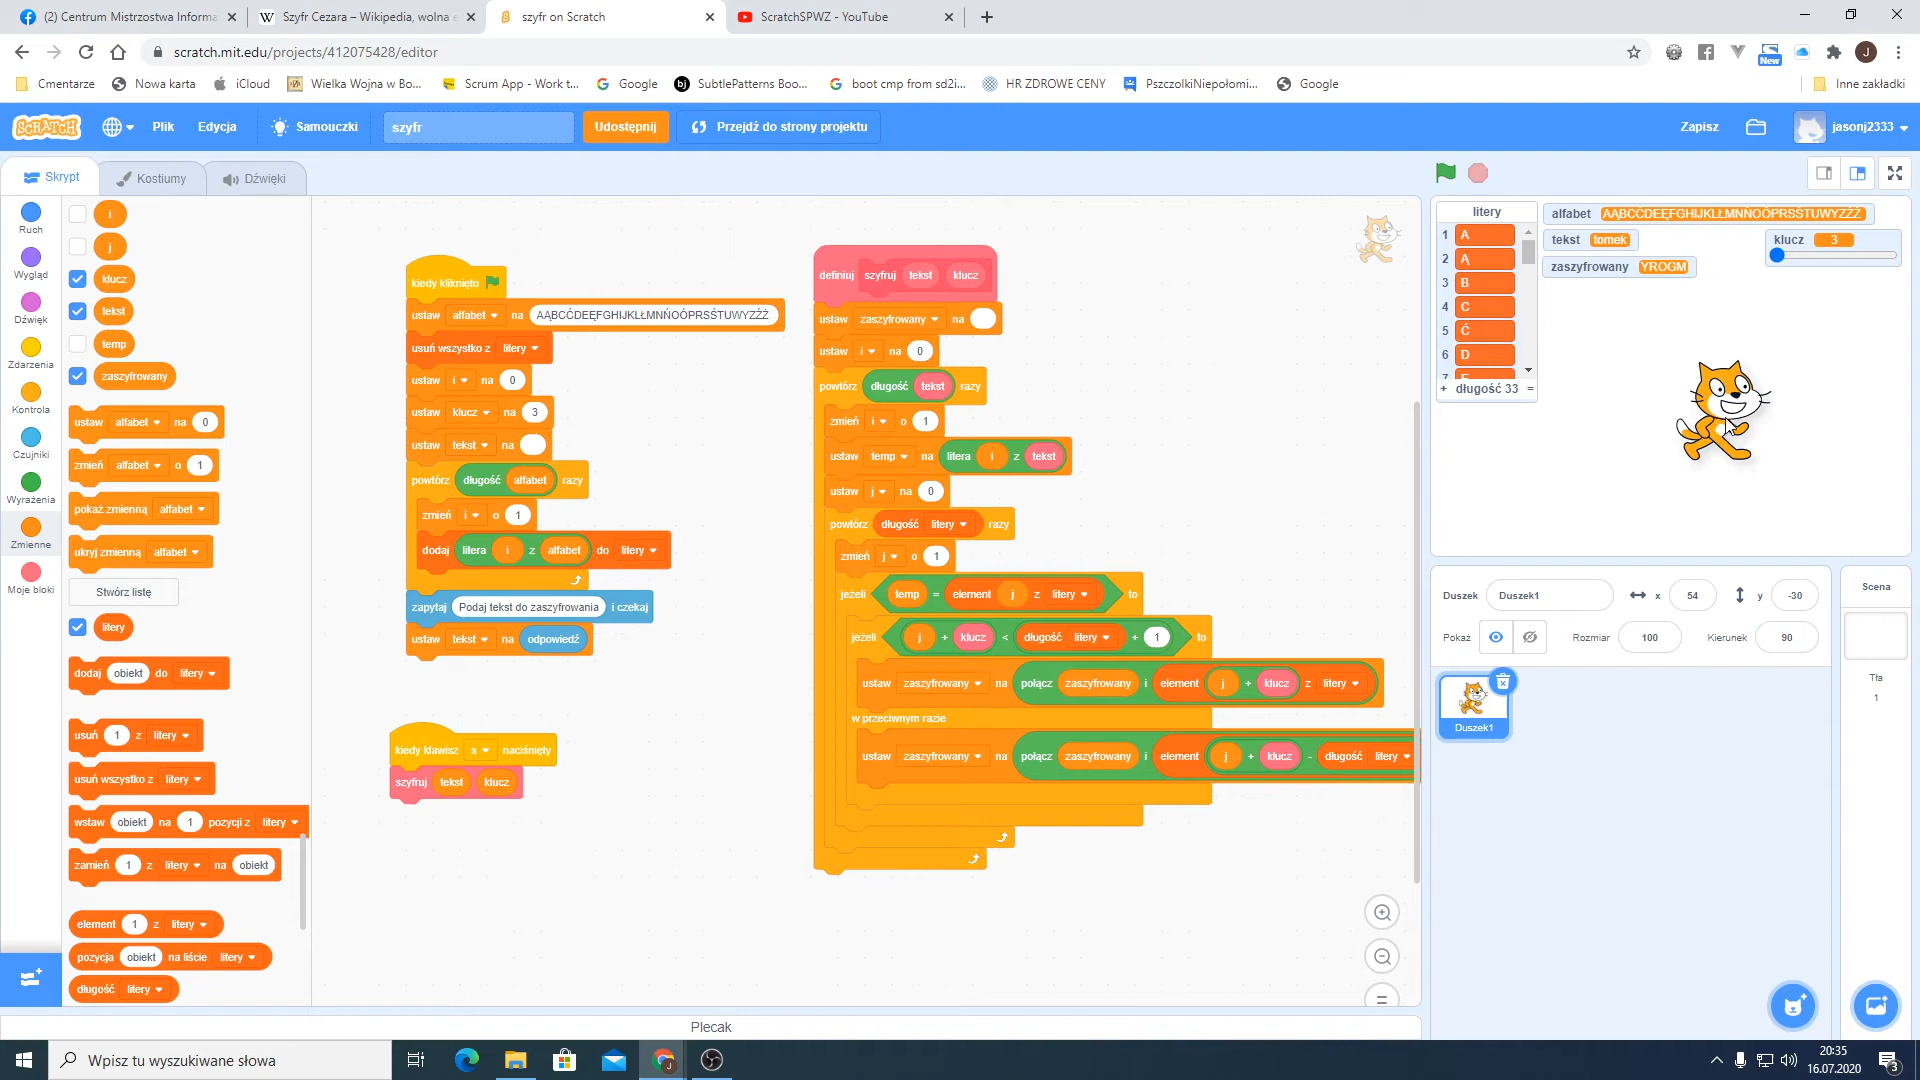 (2) Centrum Mistrzostwa Informa
Szyfr Cezara – Wikipedia, wolna e
szyfr on Scratch
ScratchSPWZ - YouTube
scratch.mit.edu/projects/412075428/editor
J
New
Cmentarze
Nowa karta
iCloud
Wielka Wojna w Bo...
Scrum App - Work t...
Google
SubtlePatterns Boo...
boot cmp from sd2i...
HR ZDROWE CENY
PszczolkiNiepołomi...
Google
Inne zakładki
SCRATCH
Plik
Edycja
Samouczki
szyfr
Udostępnij
Przejdź do strony projektu
Zapisz
jasonj2333
Skrypt
Kostiumy
Dźwięki
Ruch
Wygląd
Dźwięk
Zdarzenia
Kontrola
Czujniki
Wyrażenia
Zmienne
Moje bloki
i
j
klucz
tekst
temp
zaszyfrowany
ustaw alfabet na 0
zmień alfabet o 1
pokaż zmienną alfabet
ukryj zmienną alfabet
Stwórz listę
litery
dodaj obiekt do litery
usuń 1 z litery
usuń wszystko z litery
wstaw obiekt na 1 pozycji z litery
zamień 1 z litery na obiekt
element 1 z litery
pozycja obiekt na liście litery
długość litery
kiedy kliknięto
ustaw alfabet na AĄBCĆDEĘFGHIJKLŁMNŃOÓPRSŚTUWYZŹŻ
usuń wszystko z litery
ustaw i na 0
ustaw klucz na 3
ustaw tekst na
powtórz długość alfabet razy
zmień i o 1
dodaj litera i z alfabet do litery
zapytaj Podaj tekst do zaszyfrowania i czekaj
ustaw tekst na odpowiedź
kiedy klawisz s naciśnięty
szyfruj tekst klucz
definiuj szyfruj tekst klucz
ustaw zaszyfrowany na
ustaw i na 0
powtórz długość tekst razy
zmień i o 1
ustaw temp na litera i z tekst
ustaw j na 0
powtórz długość litery razy
zmień j o 1
jeżeli temp = element j z litery to
jeżeli j + klucz < długość litery + 1 to
ustaw zaszyfrowany na połącz zaszyfrowany i element j + klucz z litery
w przeciwnym razie
ustaw zaszyfrowany na połącz zaszyfrowany i element j + klucz - długość litery
litery
1 A
2 Ą
3 B
4 C
5 Ć
6 D
+ długość 33 =
alfabet AĄBCĆDEĘFGHIJKLŁMNŃOÓPRSŚTUWYZŹŻ
tekst tomek
klucz 3
zaszyfrowany YROGM
Duszek Duszek1 x 54 y -30
Pokaż Rozmiar 100 Kierunek 90
Duszek1
Scena
Tła
1
Plecak
Wpisz tu wyszukiwane słowa
20:35
16.07.2020
3